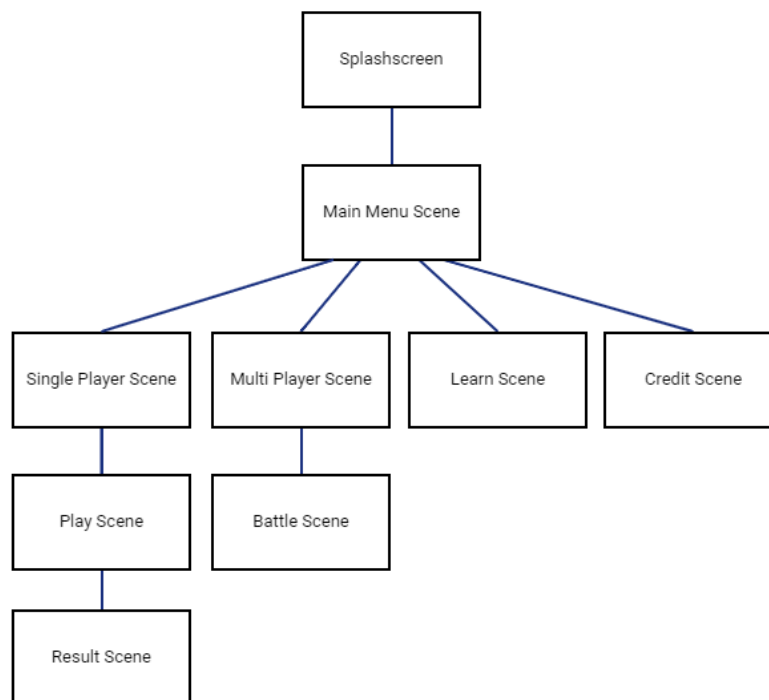 Splashscreen
Main Menu Scene
Single Player Scene
Multi Player Scene
Learn Scene
Credit Scene
Play Scene
Battle Scene
Result Scene